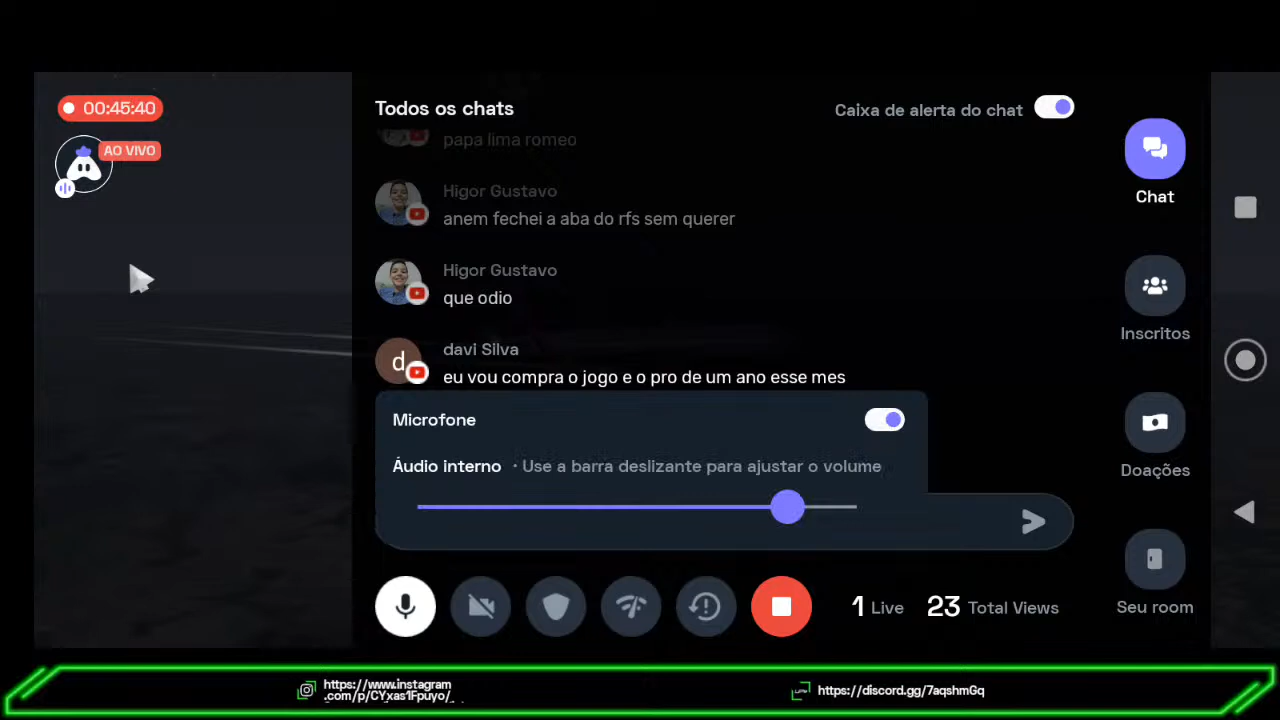 00:45:40
AO VIVO
Todos os chats
Caixa de alerta do chat
papa lima romeo
Higor Gustavo
anem fechei a aba do rfs sem querer
Higor Gustavo
que odio
d
davi Silva
eu vou compra o jogo e o pro de um ano esse mes
Microfone
Áudio interno · Use a barra deslizante para ajustar o volume
1 Live 23 Total Views
Chat
Inscritos
Doações
Seu room
https://www.instagram
.com/p/CYxas1Fpuyo/
https://discord.gg/7aqshmGq